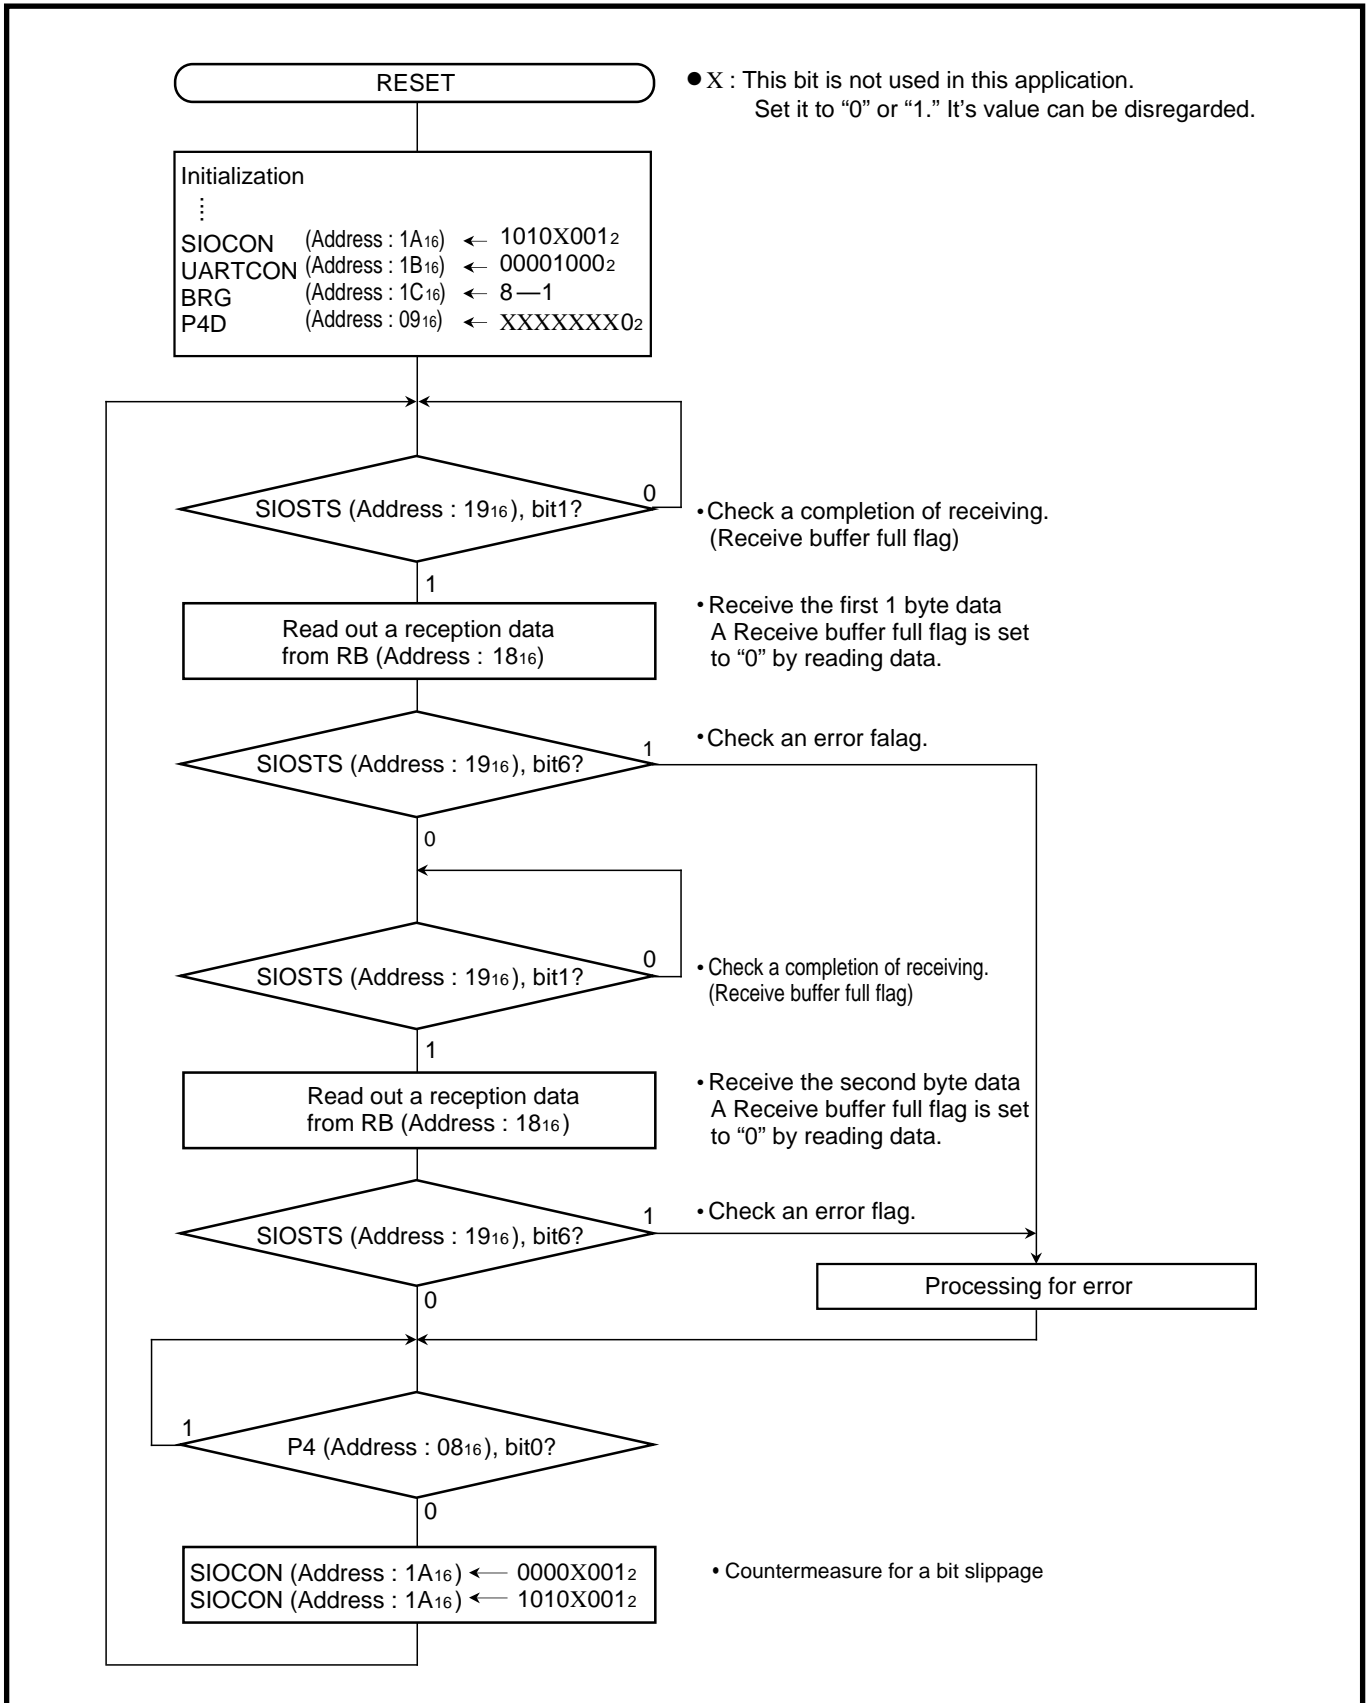 RESET
● X : This bit is not used in this application.
Set it to “0” or “1.” It’s value can be disregarded.
Initialization
SIOCON (Address : 1A16) ← 1010X0012
UARTCON (Address : 1B16) ← 000010002
BRG (Address : 1C16) ← 8—1
P4D (Address : 0916) ← XXXXXXX02
SIOSTS (Address : 1916), bit1?
0
• Check a completion of receiving.
(Receive buffer full flag)
1
Read out a reception data
from RB (Address : 1816)
• Receive the first 1 byte data
A Receive buffer full flag is set
to “0” by reading data.
SIOSTS (Address : 1916), bit6?
1
• Check an error falag.
0
SIOSTS (Address : 1916), bit1?
0
• Check a completion of receiving.
(Receive buffer full flag)
1
Read out a reception data
from RB (Address : 1816)
• Receive the second byte data
A Receive buffer full flag is set
to “0” by reading data.
SIOSTS (Address : 1916), bit6?
1
• Check an error flag.
Processing for error
0
1
P4 (Address : 0816), bit0?
0
SIOCON (Address : 1A16) ← 0000X0012
SIOCON (Address : 1A16) ← 1010X0012
• Countermeasure for a bit slippage